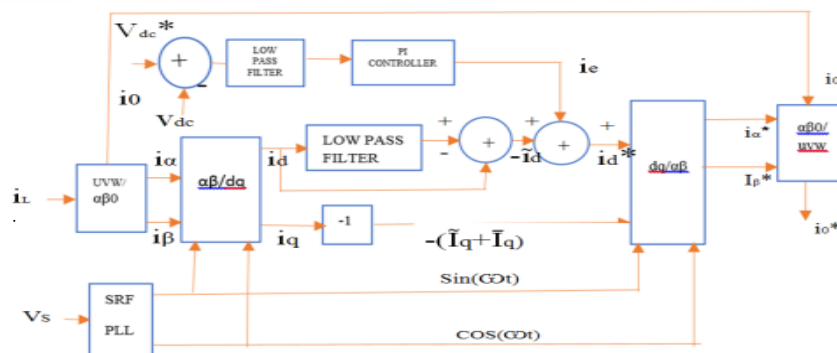 Vdc*
+
-
LOW
PASS
FILTER
PI
CONTROLLER
ie
i0
Vdc
iL
.
UVW/
αβ0
iα
iβ
αβ/dq
id
iq
LOW PASS
FILTER
+
-
+
-ĩd
+
+
+
id*
-1
-(Ĩq+Īq)
dq/αβ
iα*
Iβ*
αβ0/
uvw
i0*
Vs
SRF
PLL
Sin(ωt)
COS(ωt)